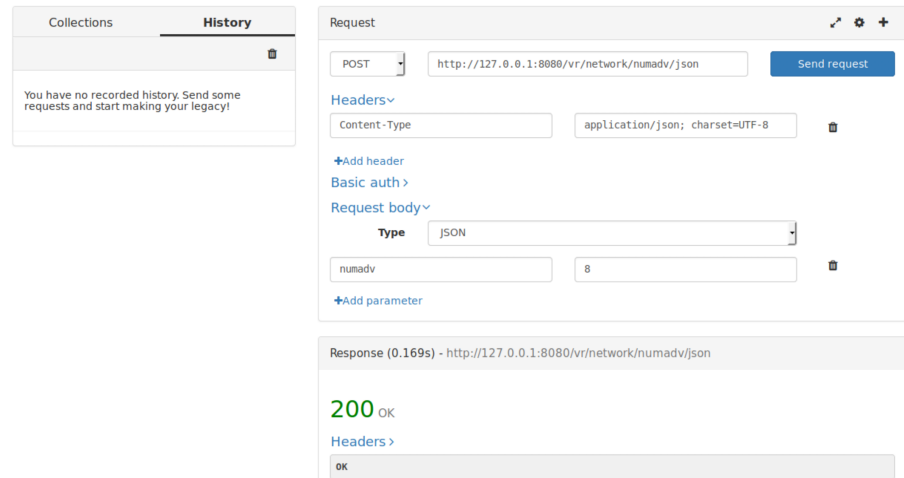 Collections
History
You have no recorded history. Send some
requests and start making your legacy!
Request
POST
http://127.0.0.1:8080/vr/network/numadv/json
Send request
Headers
Content-Type
application/json; charset=UTF-8
Add header
Basic auth
Request body
Type
JSON
numadv
8
Add parameter
Response (0.169s) - http://127.0.0.1:8080/vr/network/numadv/json
200 OK
Headers
OK